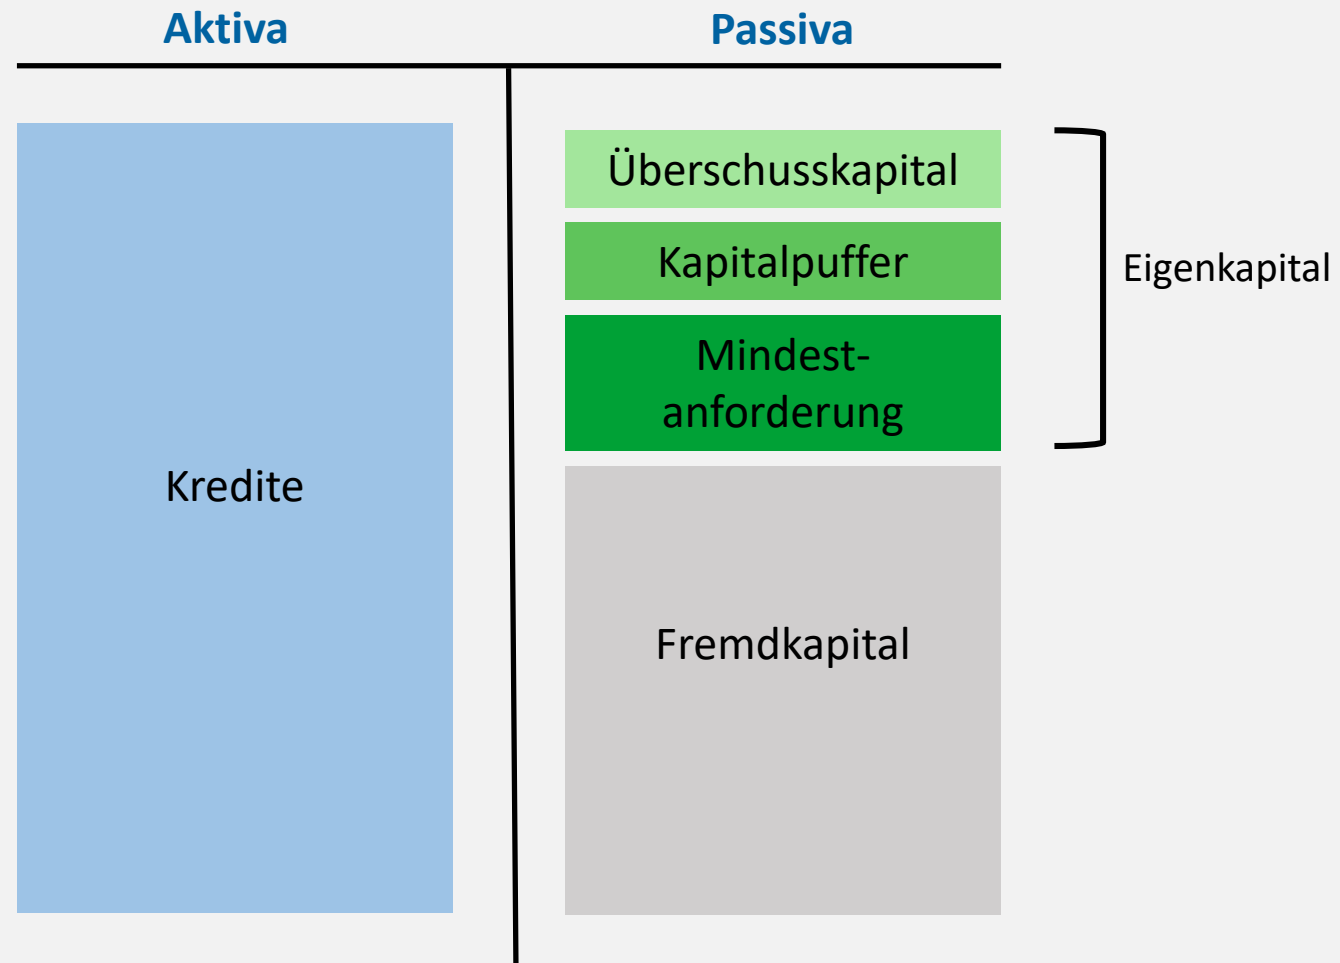 Aktiva
Passiva
Kredite
Überschusskapital
Kapitalpuffer
Mindest-
anforderung
Fremdkapital
Eigenkapital